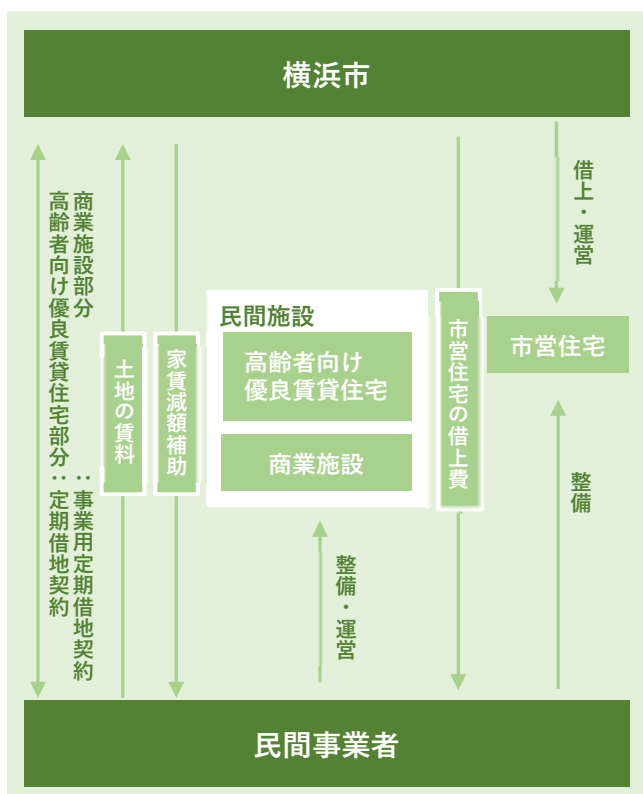 横浜市
商業施設部分：事業用定期借地契約
高齢者向け優良賃貸住宅部分：定期借地契約
土地の賃料
家賃減額補助
民間施設
高齢者向け
優良賃貸住宅
商業施設
整備・運営
市営住宅の借上費
借上・運営
市営住宅
整備
民間事業者